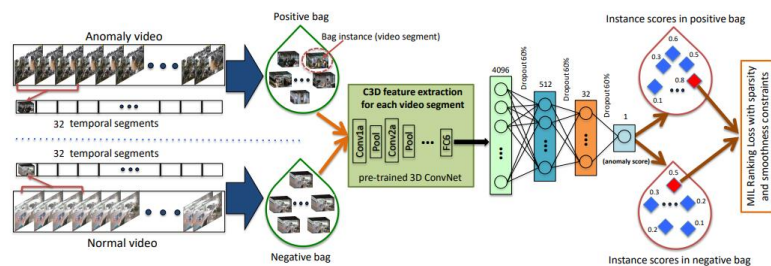 Anomaly video
32 temporal segments
32 temporal segments
Normal video
Positive bag
Bag instance (video segment)
Negative bag
C3D feature extraction
for each video segment
Conv1a
Pool
Conv2a
Pool
FC6
pre-trained 3D ConvNet
4096
Dropout 60%
512
Dropout 60%
32
Dropout 60%
1
(anomaly score)
Instance scores in positive bag
0.6
0.3
0.5
0.2
0.8
0.1
0.5
0.3
0.2
0.2
0.1
Instance scores in negative bag
MIL Ranking Loss with sparsity
and smoothness constraints